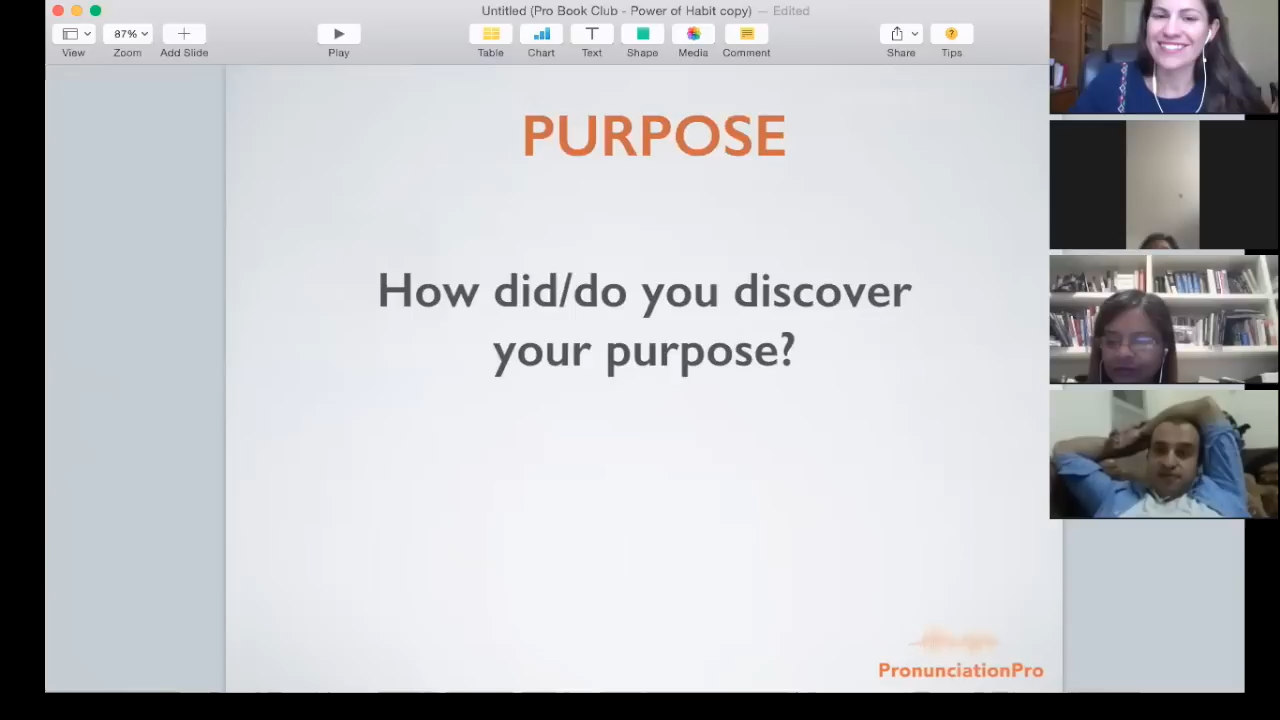 Untitled (Pro Book Club - Power of Habit copy) — Edited
87%
View
Zoom
Add Slide
Play
Table
Chart
Text
Shape
Media
Comment
Share
Tips
PURPOSE
How did/do you discover
your purpose?
PronunciationPro